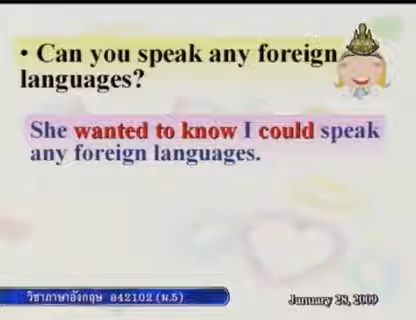 • Can you speak any foreign
languages?
She wanted to know I could speak
any foreign languages.
วิชาภาษาอังกฤษ อ42102 (ม.5)
January 28, 2009